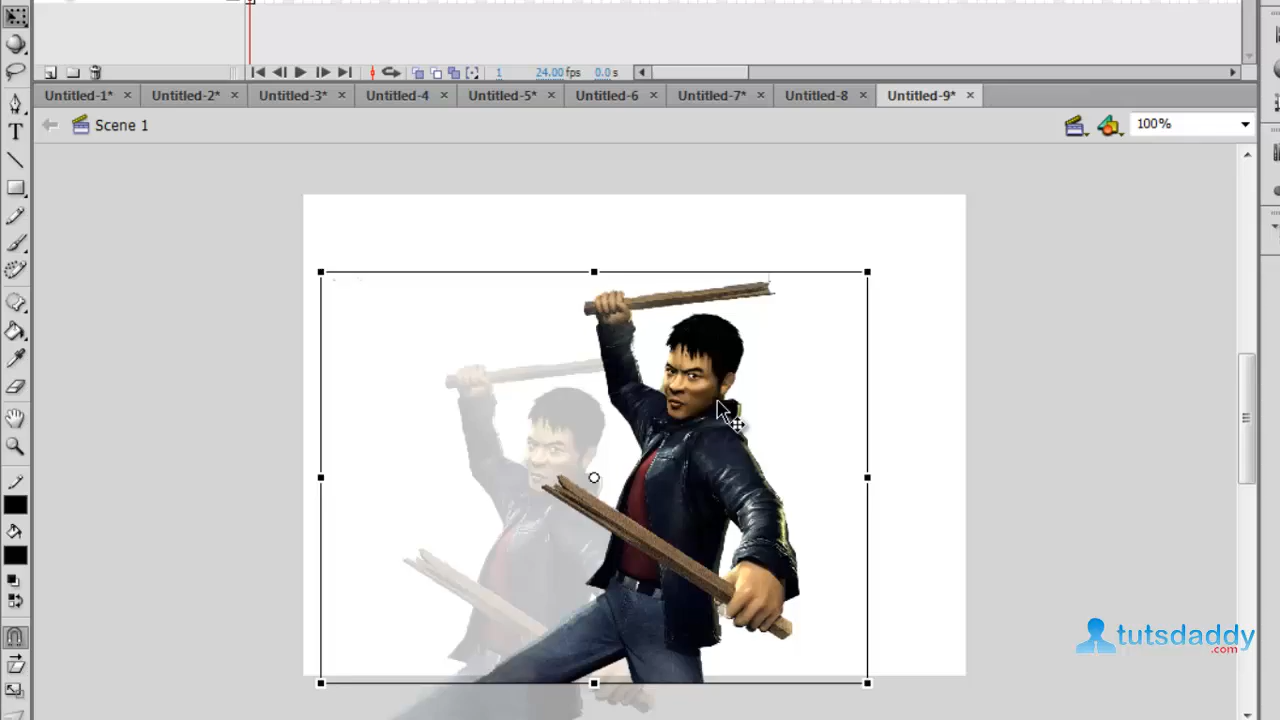 1 24.00 fps 0.0 s
Untitled-1* Untitled-2* Untitled-3* Untitled-4 Untitled-5* Untitled-6 Untitled-7* Untitled-8 Untitled-9*
Scene 1 100%
T
tutsdaddy
.com